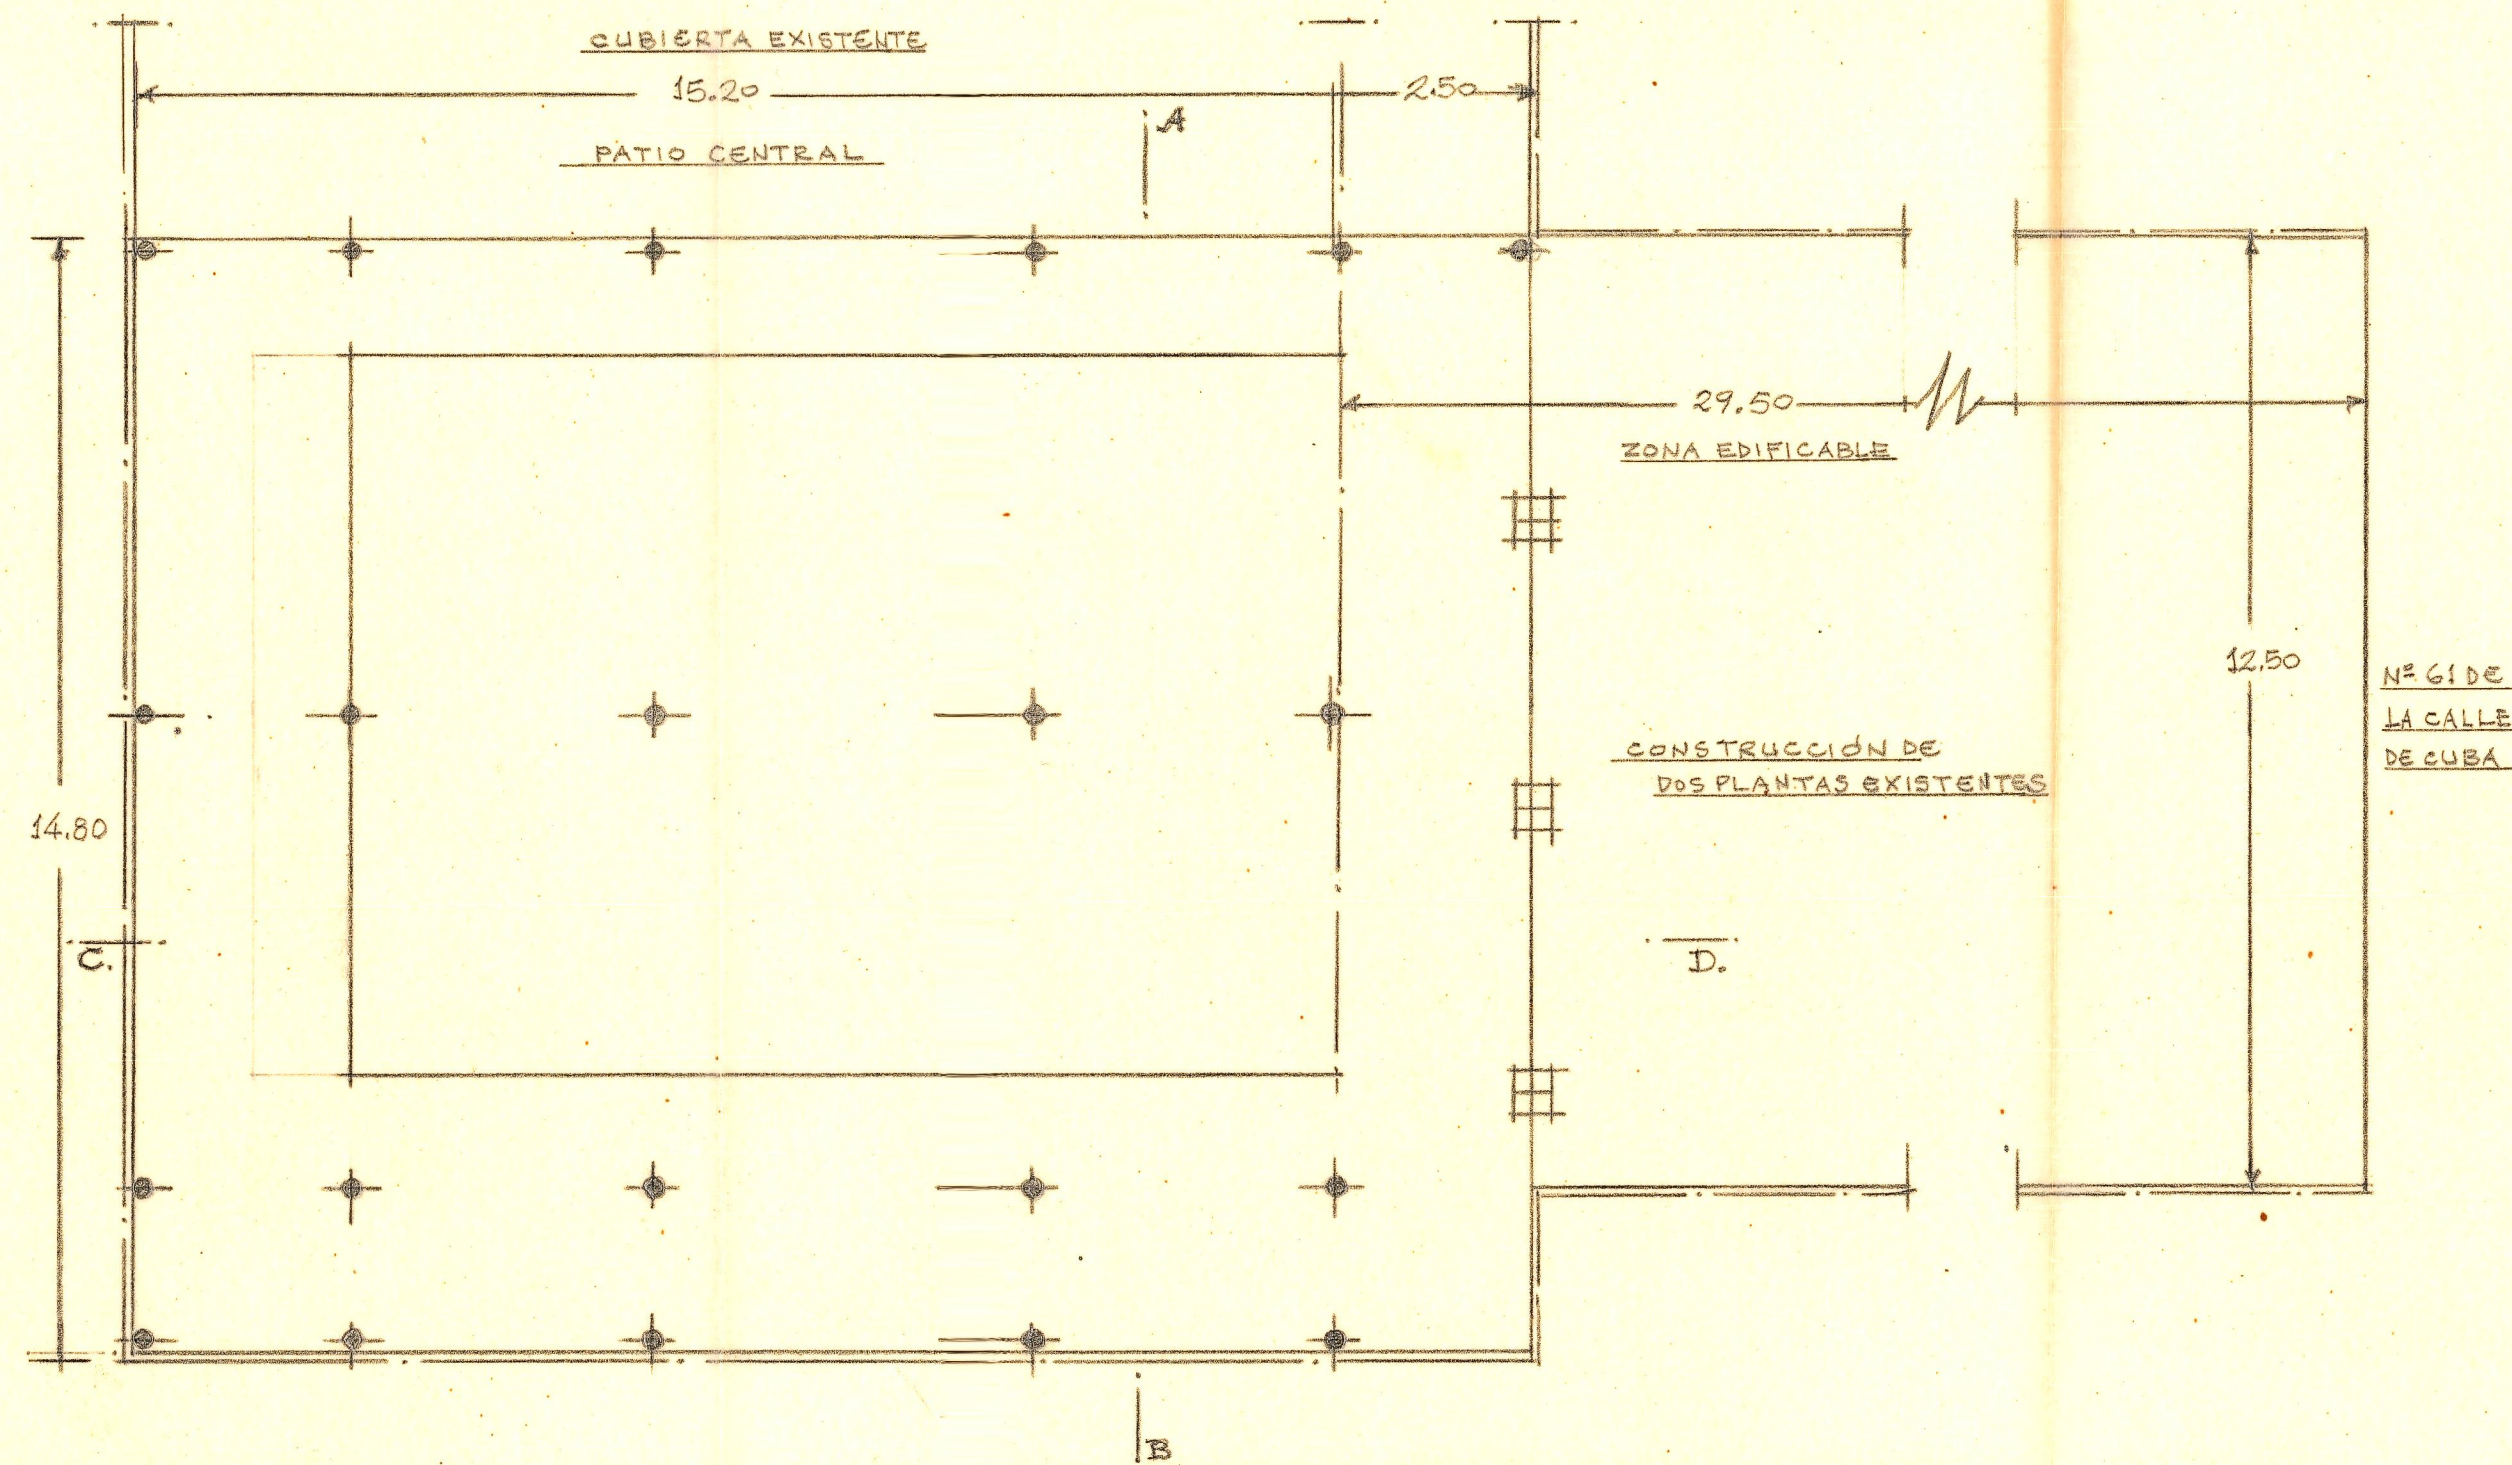 CUBIERTA EXISTENTE
15.20
2.50
A
PATIO CENTRAL
29.50
ZONA EDIFICABLE
12.50
Nº 61 DE
LA CALLE
DE CUBA
CONSTRUCCIÓN DE
DOS PLANTAS EXISTENTES
14.80
C.
D.
B